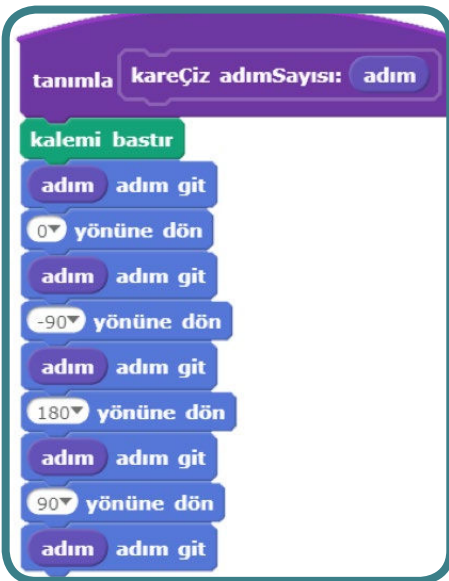 tanımla kareÇiz adımSayısı: adım
kalemi bastır
adım adım git
0 yönüne dön
adım adım git
-90 yönüne dön
adım adım git
180 yönüne dön
adım adım git
90 yönüne dön
adım adım git